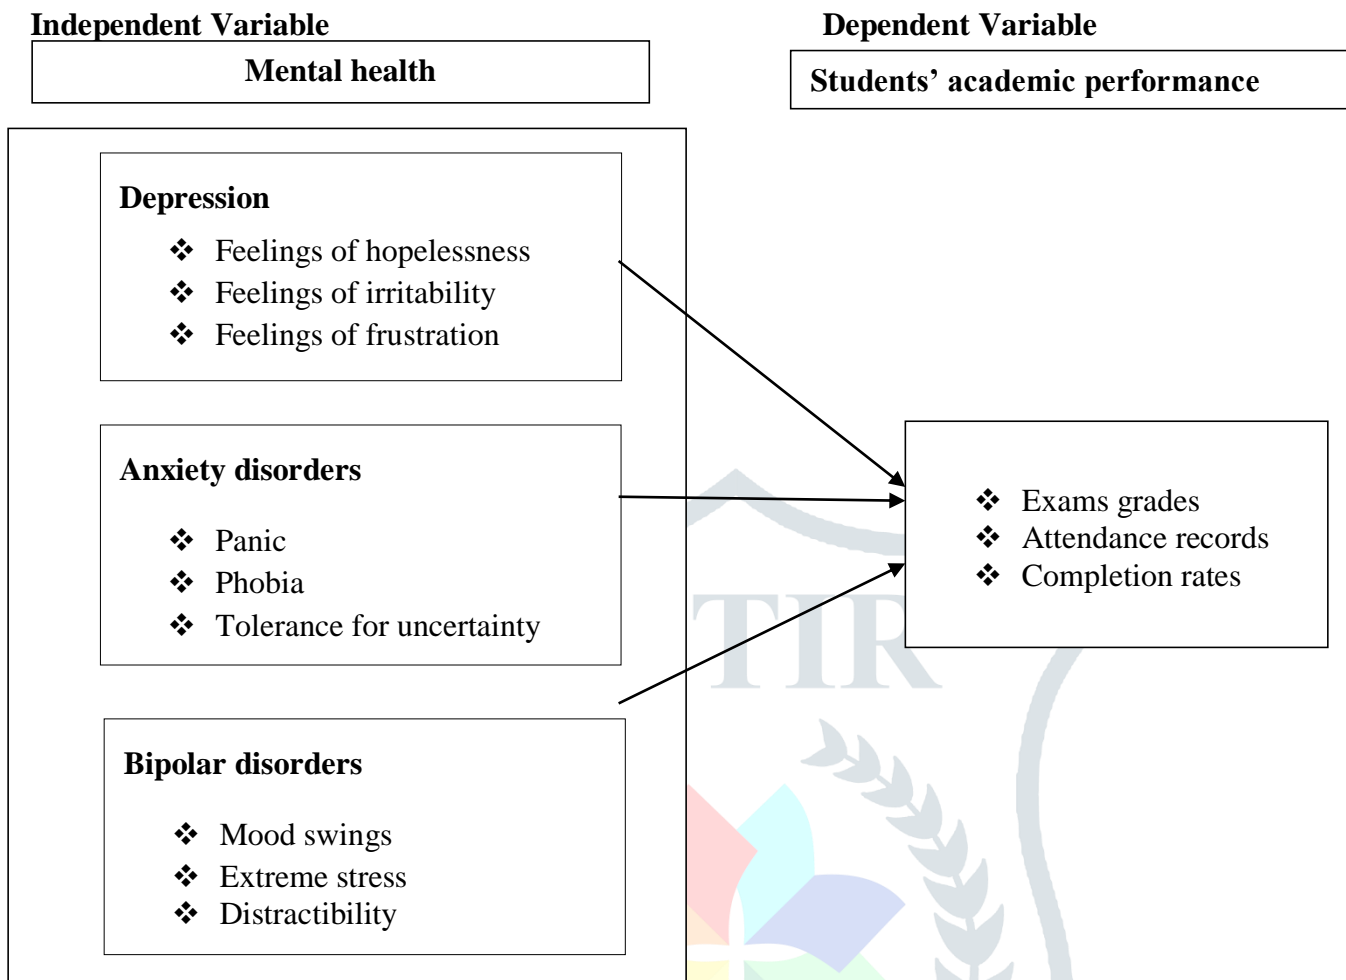 Independent Variable
Dependent Variable
Mental health
Students’ academic performance
Depression
❖ Feelings of hopelessness
❖ Feelings of irritability
❖ Feelings of frustration
Anxiety disorders
❖ Panic
❖ Phobia
❖ Tolerance for uncertainty
Bipolar disorders
❖ Mood swings
❖ Extreme stress
❖ Distractibility
❖ Exams grades
❖ Attendance records
❖ Completion rates
TIR